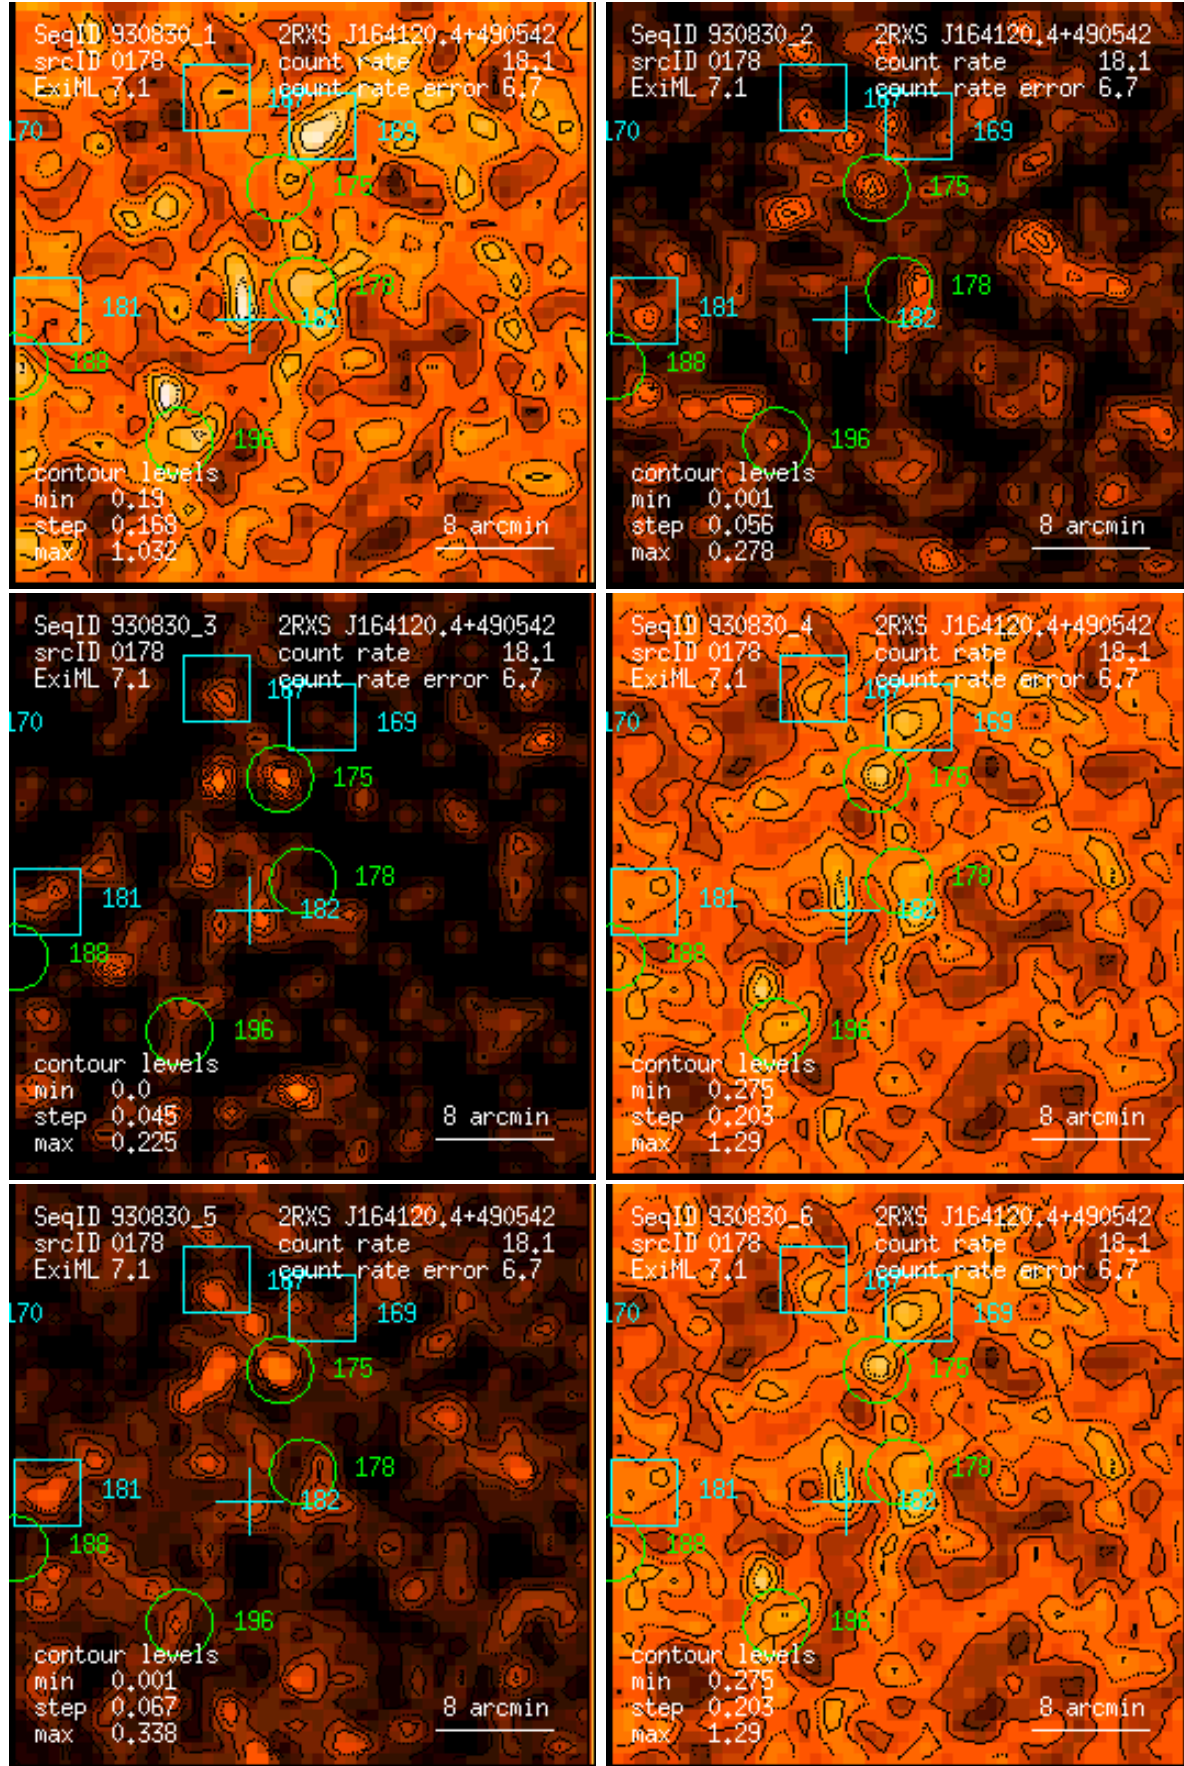 SeqID 930830_1 2RXS J164120.4+490542
srcID 0178 count rate 18.1
ExiML 7.1 count rate error 6.7
167
170
169
175
178
181
182
188
196
contour levels
min 0.19
step 0.168
max 1.032
8 arcmin
SeqID 930830_2 2RXS J164120.4+490542
srcID 0178 count rate 18.1
ExiML 7.1 count rate error 6.7
167
170
169
175
178
181
182
188
196
contour levels
min 0.001
step 0.056
max 0.278
8 arcmin
SeqID 930830_3 2RXS J164120.4+490542
srcID 0178 count rate 18.1
ExiML 7.1 count rate error 6.7
167
170
169
175
178
181
182
188
196
contour levels
min 0.0
step 0.045
max 0.225
8 arcmin
SeqID 930830_4 2RXS J164120.4+490542
srcID 0178 count rate 18.1
ExiML 7.1 count rate error 6.7
167
170
169
175
178
181
182
188
196
contour levels
min 0.275
step 0.203
max 1.29
8 arcmin
SeqID 930830_5 2RXS J164120.4+490542
srcID 0178 count rate 18.1
ExiML 7.1 count rate error 6.7
167
170
169
175
178
181
182
188
196
contour levels
min 0.001
step 0.067
max 0.338
8 arcmin
SeqID 930830_6 2RXS J164120.4+490542
srcID 0178 count rate 18.1
ExiML 7.1 count rate error 6.7
167
170
169
175
178
181
182
188
196
contour levels
min 0.275
step 0.203
max 1.29
8 arcmin